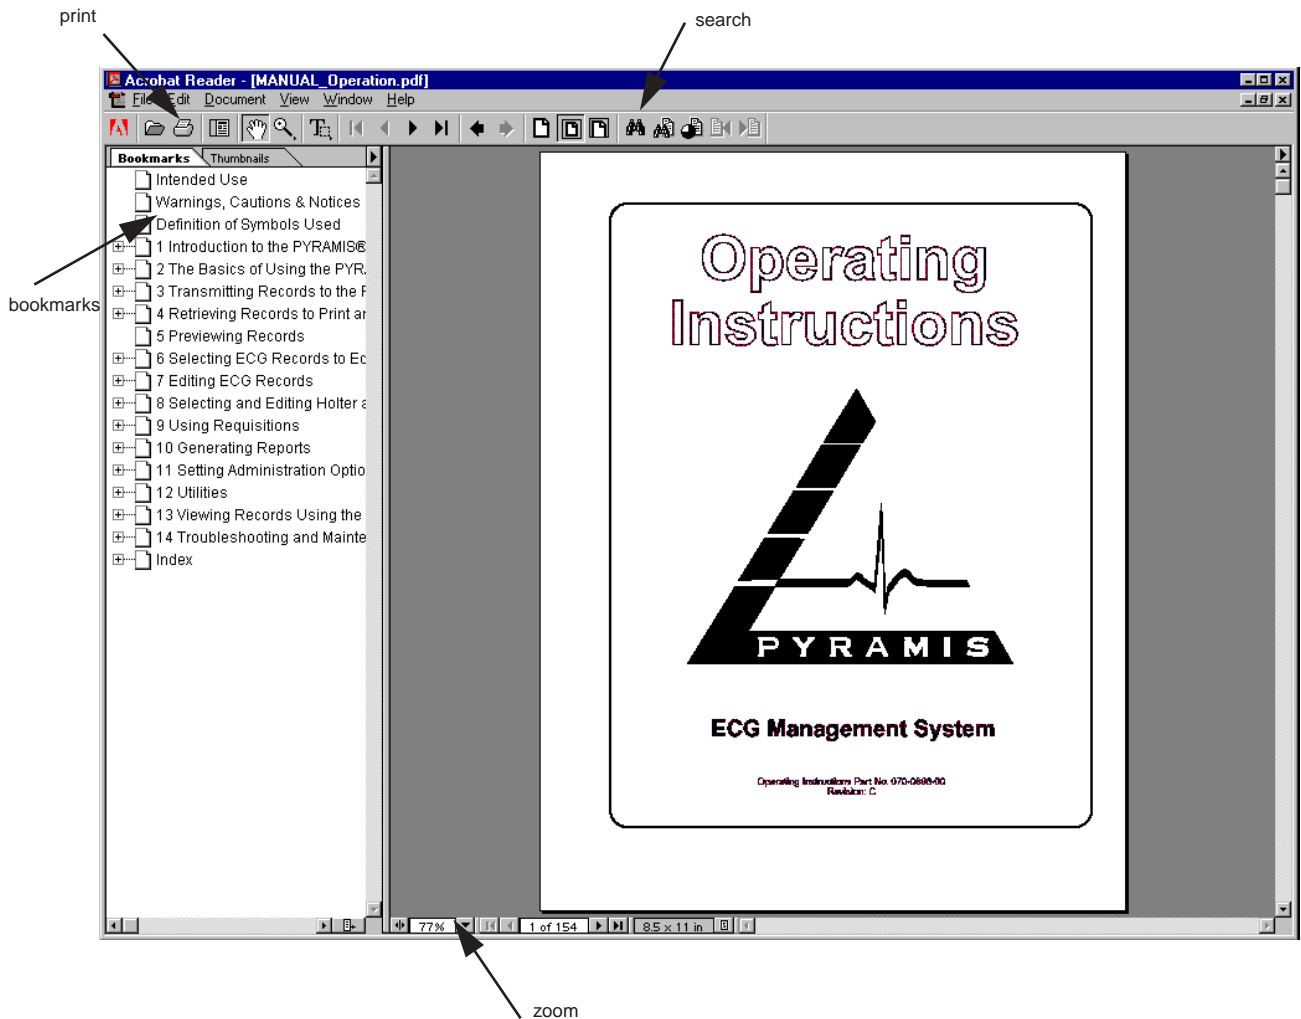 print
search
Acrobat Reader - [MANUAL_Operation.pdf]
File Edit Document View Window Help
Bookmarks Thumbnails
Intended Use
Warnings, Cautions & Notices
Definition of Symbols Used
1 Introduction to the PYRAMIS®
2 The Basics of Using the PYR
3 Transmitting Records to the
4 Retrieving Records to Print
5 Previewing Records
6 Selecting ECG Records to
7 Editing ECG Records
8 Selecting and Editing Holter
9 Using Requisitions
10 Generating Reports
11 Setting Administration Optio
12 Utilities
13 Viewing Records Using the
14 Troubleshooting and Mainte
Index
bookmarks
Operating
Instructions
PYRAMIS
ECG Management System
Operating Instructions Part No.
Revision: C
77%
1 of 154
8.5 x 11 in
zoom